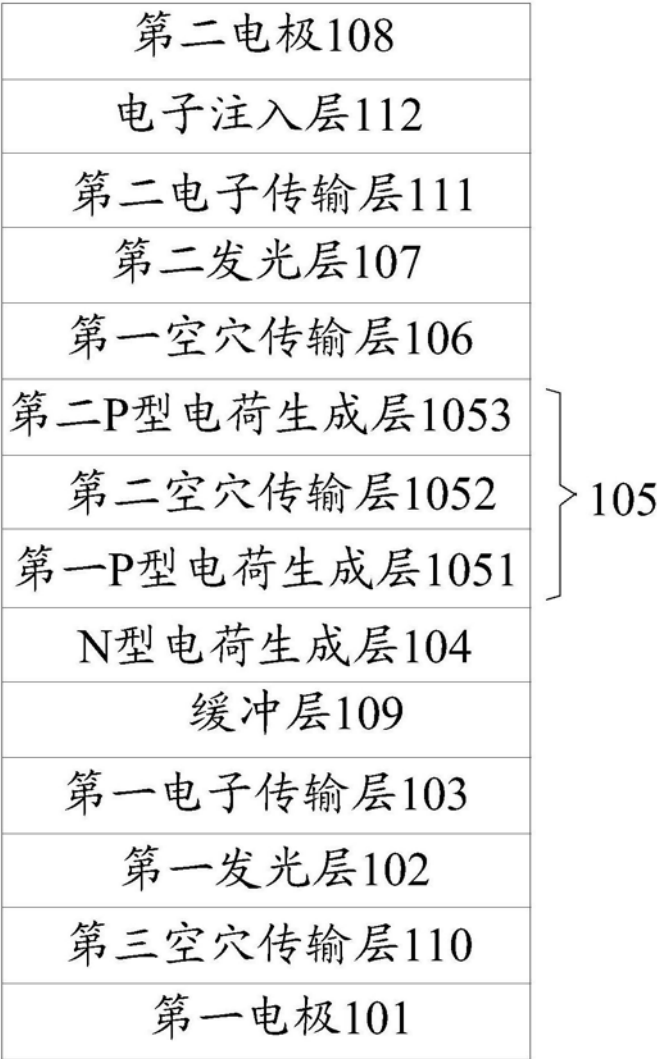 第二电极108
电子注入层112
第二电子传输层111
第二发光层107
第一空穴传输层106
第二P型电荷生成层1053
第二空穴传输层1052
105
第一P型电荷生成层1051
N型电荷生成层104
缓冲层109
第一电子传输层103
第一发光层102
第三空穴传输层110
第一电极101